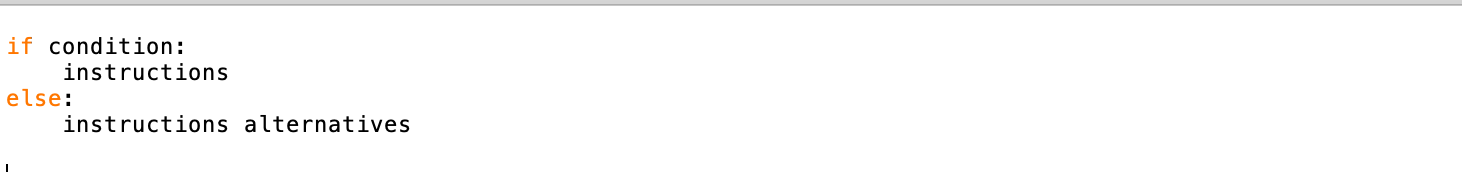 if condition:
    instructions
else:
    instructions alternatives